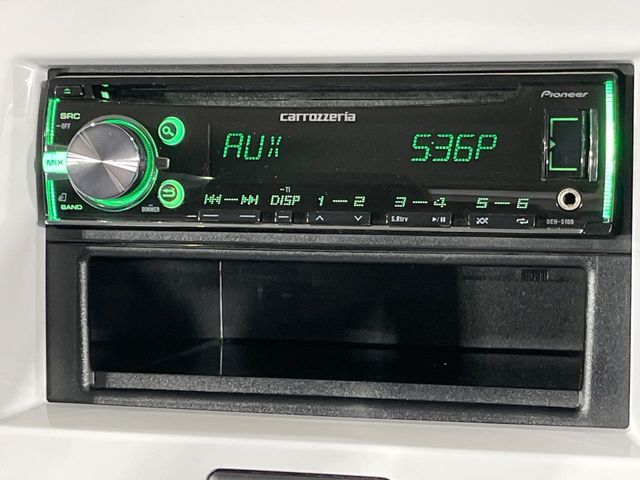 Pioneer
carrozzeria
SRC
OFF
MIX
BAND
DIMMER
AUX 536P
TI
DISP 1 2 3 4 5 6
S.Rtrv
DEH-5100